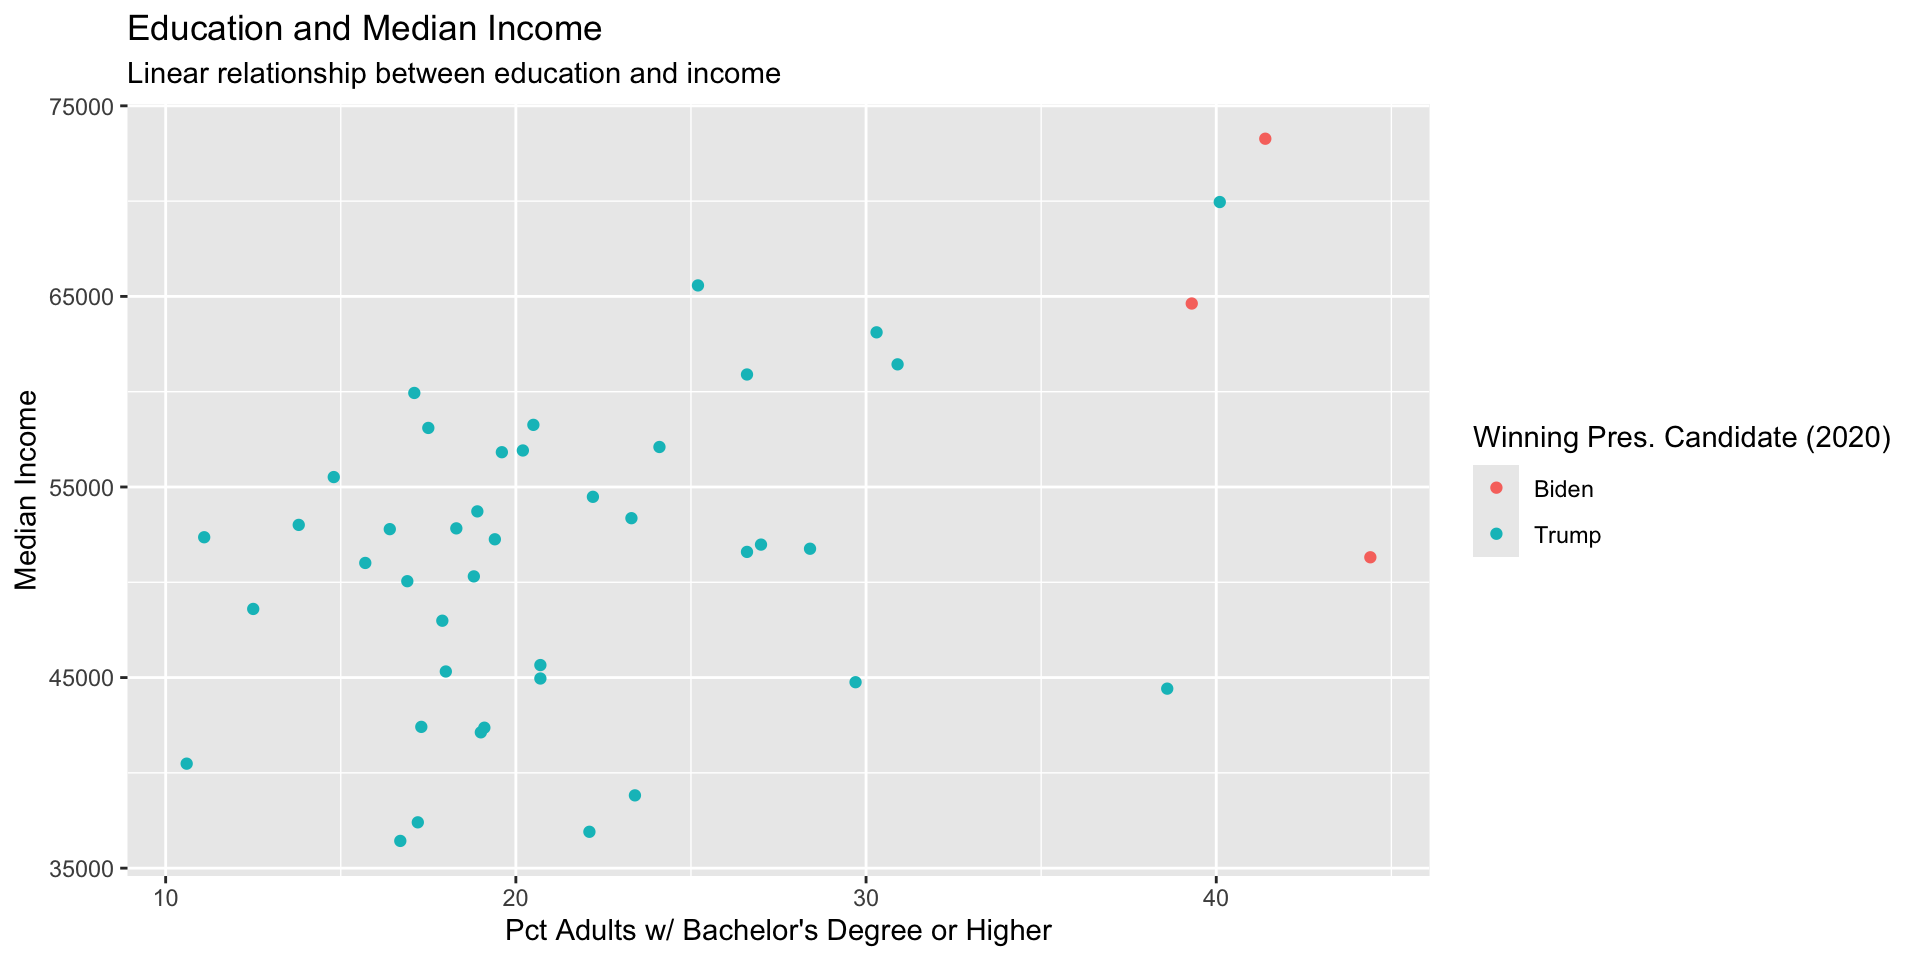 Education and Median Income
Linear relationship between education and income
75000
65000
55000
45000
35000
Median Income
10 20 30 40
Pct Adults w/ Bachelor's Degree or Higher
Winning Pres. Candidate (2020)
Biden
Trump